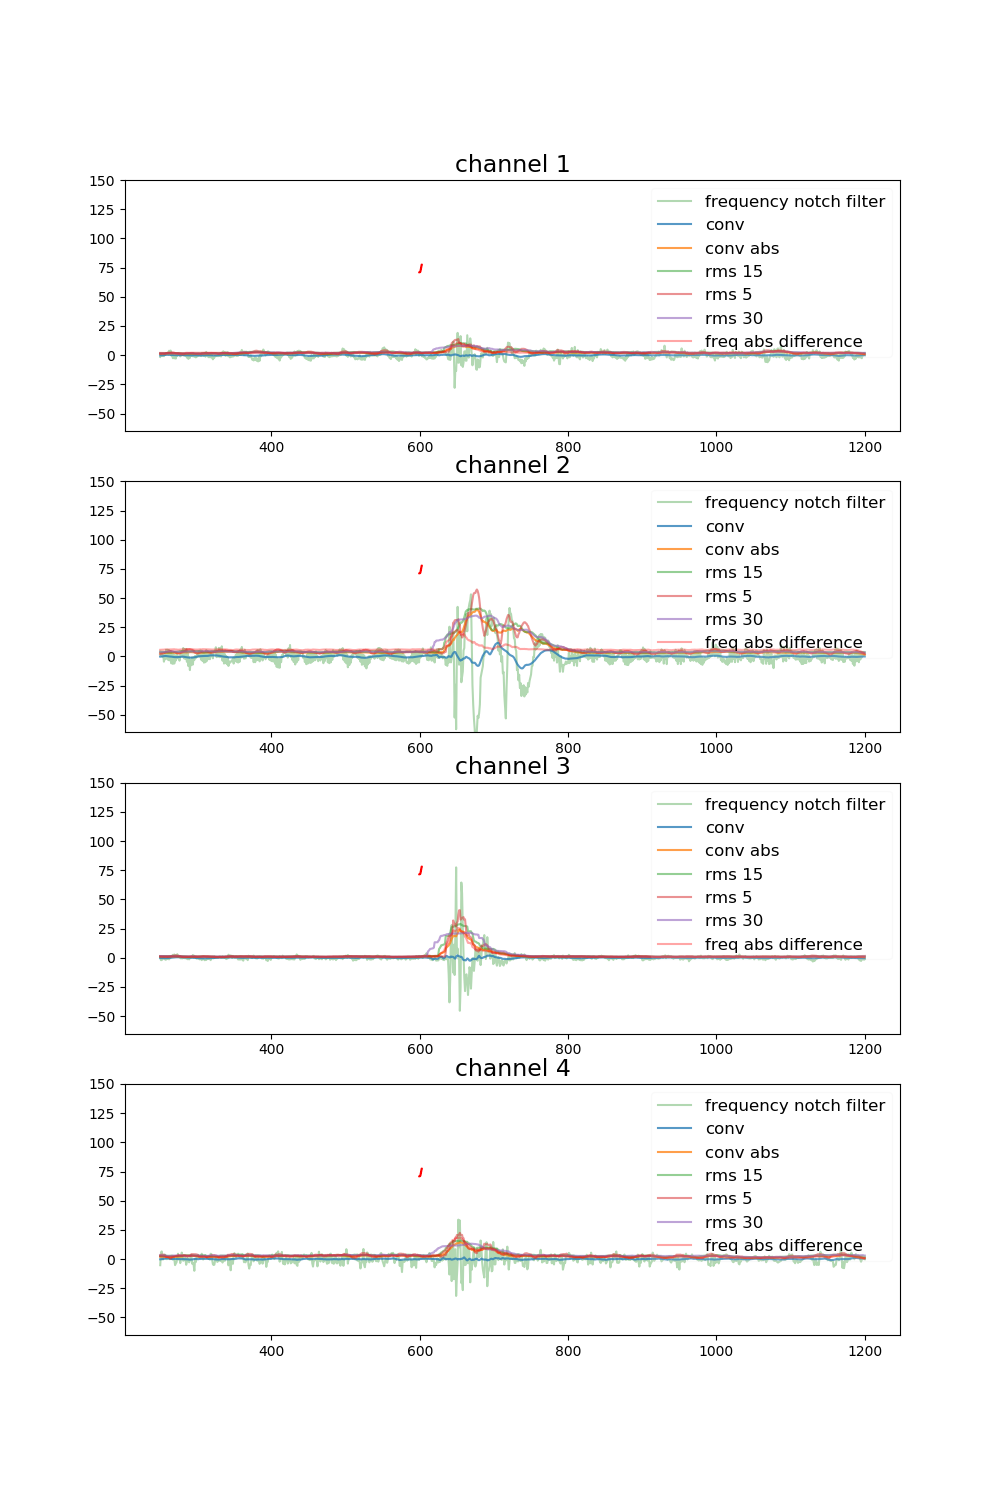 channel 1
150
125
100
75
50
25
0
−25
−50
frequency notch filter
conv
conv abs
rms 15
rms 5
rms 30
freq abs difference
400 600 800 1000 1200
channel 2
150
125
100
75
50
25
0
−25
−50
frequency notch filter
conv
conv abs
rms 15
rms 5
rms 30
freq abs difference
400 600 800 1000 1200
channel 3
150
125
100
75
50
25
0
−25
−50
frequency notch filter
conv
conv abs
rms 15
rms 5
rms 30
freq abs difference
400 600 800 1000 1200
channel 4
150
125
100
75
50
25
0
−25
−50
frequency notch filter
conv
conv abs
rms 15
rms 5
rms 30
freq abs difference
400 600 800 1000 1200